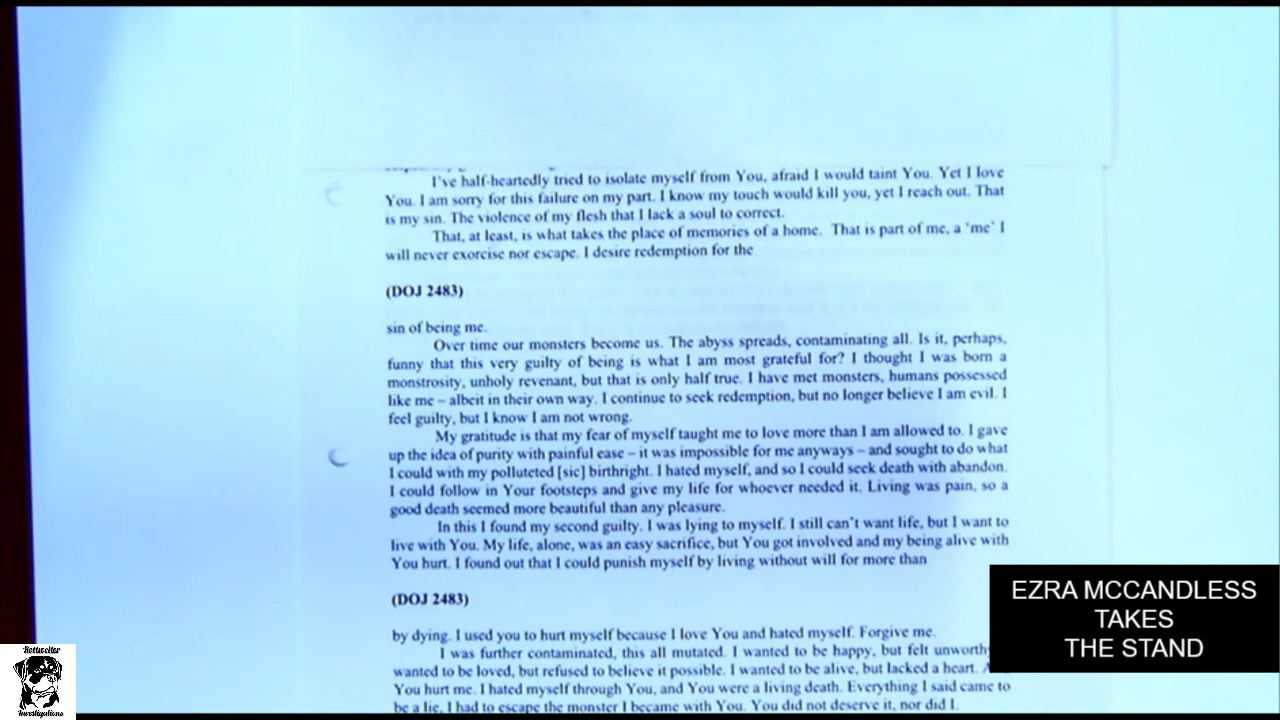 I've half-heartedly tried to isolate myself from You, afraid I would taint You. Yet I love
You. I am sorry for this failure on my part. I know my touch would kill you, yet I reach out. That
is my sin. The violence of my flesh that I lack a soul to correct.
That, at least, is what takes the place of memories of a home. That is part of me, a 'me' I
will never exorcise nor escape. I desire redemption for the
(DOJ 2483)
sin of being me.
Over time our monsters become us. The abyss spreads, contaminating all. Is it, perhaps,
funny that this very guilty of being is what I am most grateful for? I thought I was born a
monstrosity, unholy revenant, but that is only half true. I have met monsters, humans possessed
like me – albeit in their own way. I continue to seek redemption, but no longer believe I am evil. I
feel guilty, but I know I am not wrong.
My gratitude is that my fear of myself taught me to love more than I am allowed to. I gave
up the idea of purity with painful ease – it was impossible for me anyways – and sought to do what
I could with my polluteted [sic] birthright. I hated myself, and so I could seek death with abandon.
I could follow in Your footsteps and give my life for whoever needed it. Living was pain, so a
good death seemed more beautiful than any pleasure.
In this I found my second guilty. I was lying to myself. I still can't want life, but I want to
live with You. My life, alone, was an easy sacrifice, but You got involved and my being alive with
You hurt. I found out that I could punish myself by living without will for more than
(DOJ 2483)
by dying. I used you to hurt myself because I love You and hated myself. Forgive me.
I was further contaminated, this all mutated. I wanted to be happy, but felt unworthy
wanted to be loved, but refused to believe it possible. I wanted to be alive, but lacked a heart.
You hurt me. I hated myself through You, and You were a living death. Everything I said came to
be a lie. I had to escape the monster I became with You. You did not deserve it, nor did I.
EZRA MCCANDLESS
TAKES
THE STAND
Rottweiler
Investigations